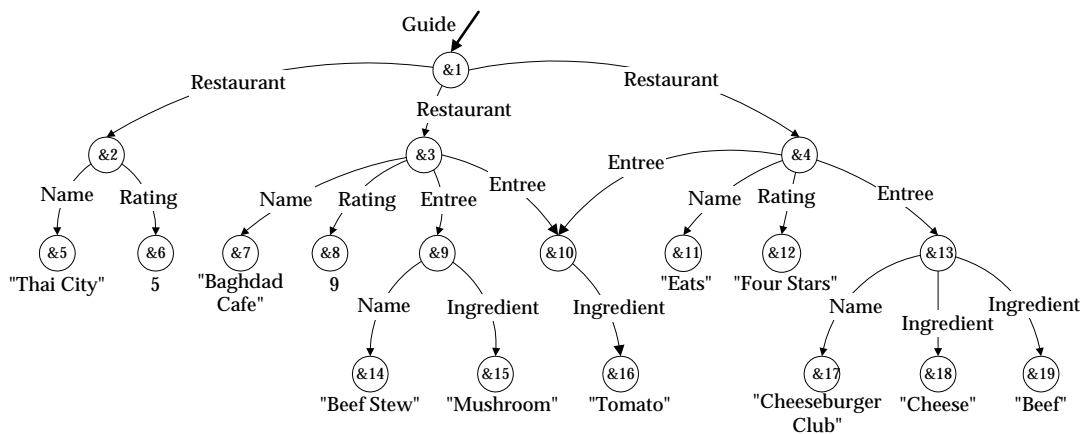 Guide
&1
Restaurant Restaurant Restaurant
&2 &3 &4
Name Rating Name Rating Entree Entree Entree Name Rating Entree
&5 &6 &7 &8 &9 &10 &11 &12 &13
"Thai City" 5 "Baghdad Cafe" 9 "Eats" "Four Stars"
Name Ingredient Ingredient Name Ingredient Ingredient
&14 &15 &16 &17 &18 &19
"Beef Stew" "Mushroom" "Tomato" "Cheeseburger Club" "Cheese" "Beef"